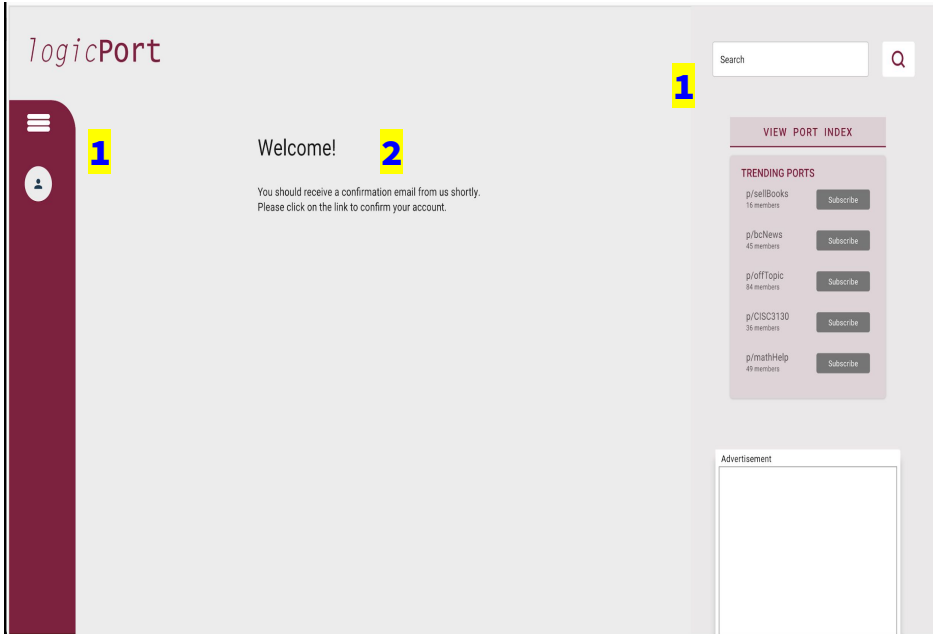 logicPort
Search
1
1
Welcome!
2
You should receive a confirmation email from us shortly.
Please click on the link to confirm your account.
VIEW PORT INDEX
TRENDING PORTS
p/sellBooks
16 members
Subscribe
p/bcNews
45 members
Subscribe
p/offTopic
84 members
Subscribe
p/CISC3130
36 members
Subscribe
p/mathHelp
49 members
Subscribe
Advertisement